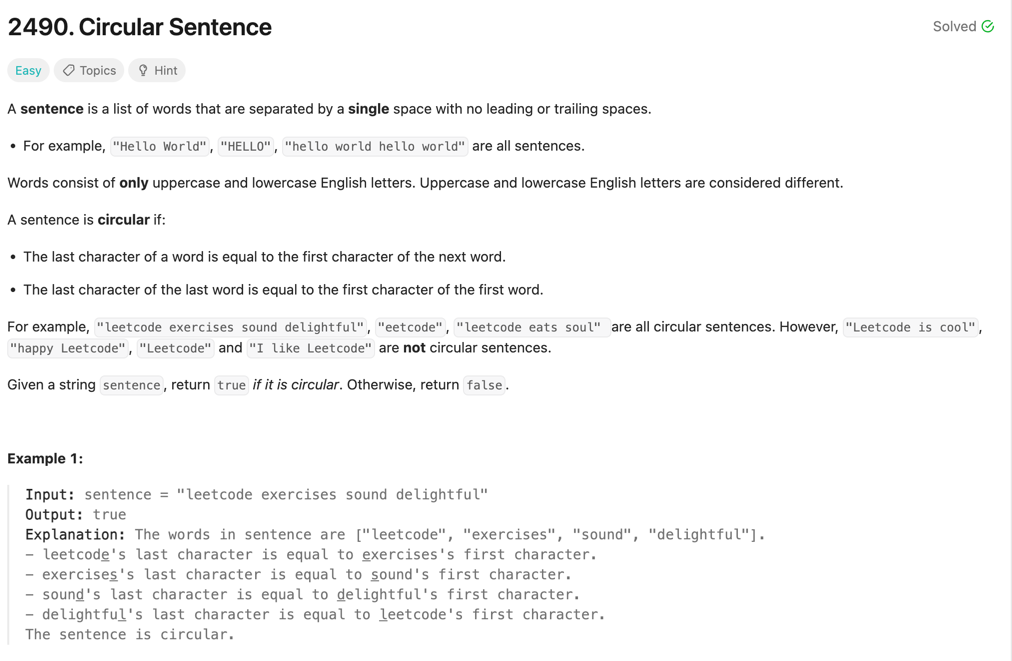 2490. Circular Sentence
Solved
Easy Topics Hint
A sentence is a list of words that are separated by a single space with no leading or trailing spaces.
• For example, "Hello World", "HELLO", "hello world hello world" are all sentences.
Words consist of only uppercase and lowercase English letters. Uppercase and lowercase English letters are considered different.
A sentence is circular if:
• The last character of a word is equal to the first character of the next word.
• The last character of the last word is equal to the first character of the first word.
For example, "leetcode exercises sound delightful", "eetcode", "leetcode eats soul" are all circular sentences. However, "Leetcode is cool",
"happy Leetcode", "Leetcode" and "I like Leetcode" are not circular sentences.
Given a string sentence, return true if it is circular. Otherwise, return false.
Example 1:
Input: sentence = "leetcode exercises sound delightful"
Output: true
Explanation: The words in sentence are ["leetcode", "exercises", "sound", "delightful"].
- leetcode's last character is equal to exercises's first character.
- exercises's last character is equal to sound's first character.
- sound's last character is equal to delightful's first character.
- delightful's last character is equal to leetcode's first character.
The sentence is circular.